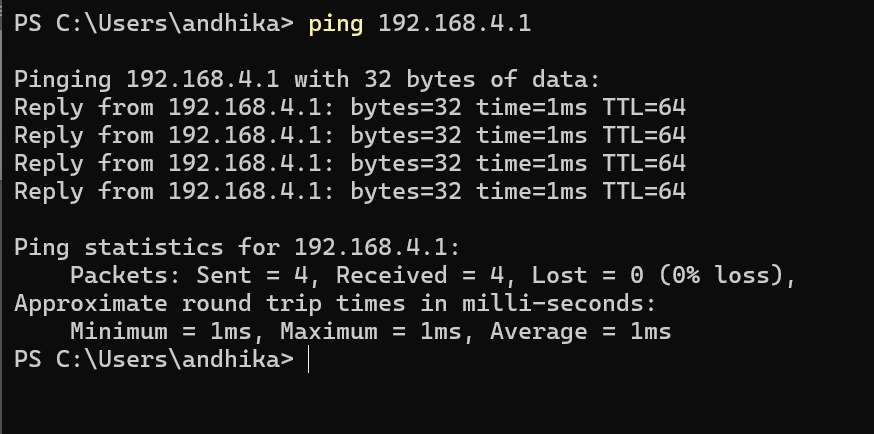 PS C:\Users\andhika> ping 192.168.4.1
Pinging 192.168.4.1 with 32 bytes of data:
Reply from 192.168.4.1: bytes=32 time=1ms TTL=64
Reply from 192.168.4.1: bytes=32 time=1ms TTL=64
Reply from 192.168.4.1: bytes=32 time=1ms TTL=64
Reply from 192.168.4.1: bytes=32 time=1ms TTL=64
Ping statistics for 192.168.4.1:
    Packets: Sent = 4, Received = 4, Lost = 0 (0% loss),
Approximate round trip times in milli-seconds:
    Minimum = 1ms, Maximum = 1ms, Average = 1ms
PS C:\Users\andhika>